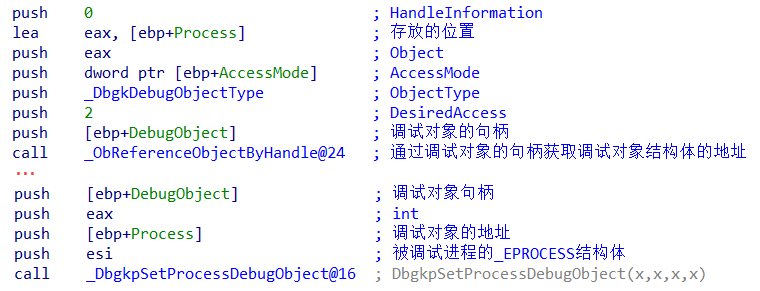 push 0 ; HandleInformation
lea eax, [ebp+Process] ; 存放的位置
push eax ; Object
push dword ptr [ebp+AccessMode] ; AccessMode
push _DbgkDebugObjectType ; ObjectType
push 2 ; DesiredAccess
push [ebp+DebugObject] ; 调试对象的句柄
call _ObReferenceObjectByHandle@24 ; 通过调试对象的句柄获取调试对象结构体的地址
...
push [ebp+DebugObject] ; 调试对象句柄
push eax ; int
push [ebp+Process] ; 调试对象的地址
push esi ; 被调试进程的_EPROCESS结构体
call _DbgkpSetProcessDebugObject@16 ; DbgkpSetProcessDebugObject(x,x,x,x)